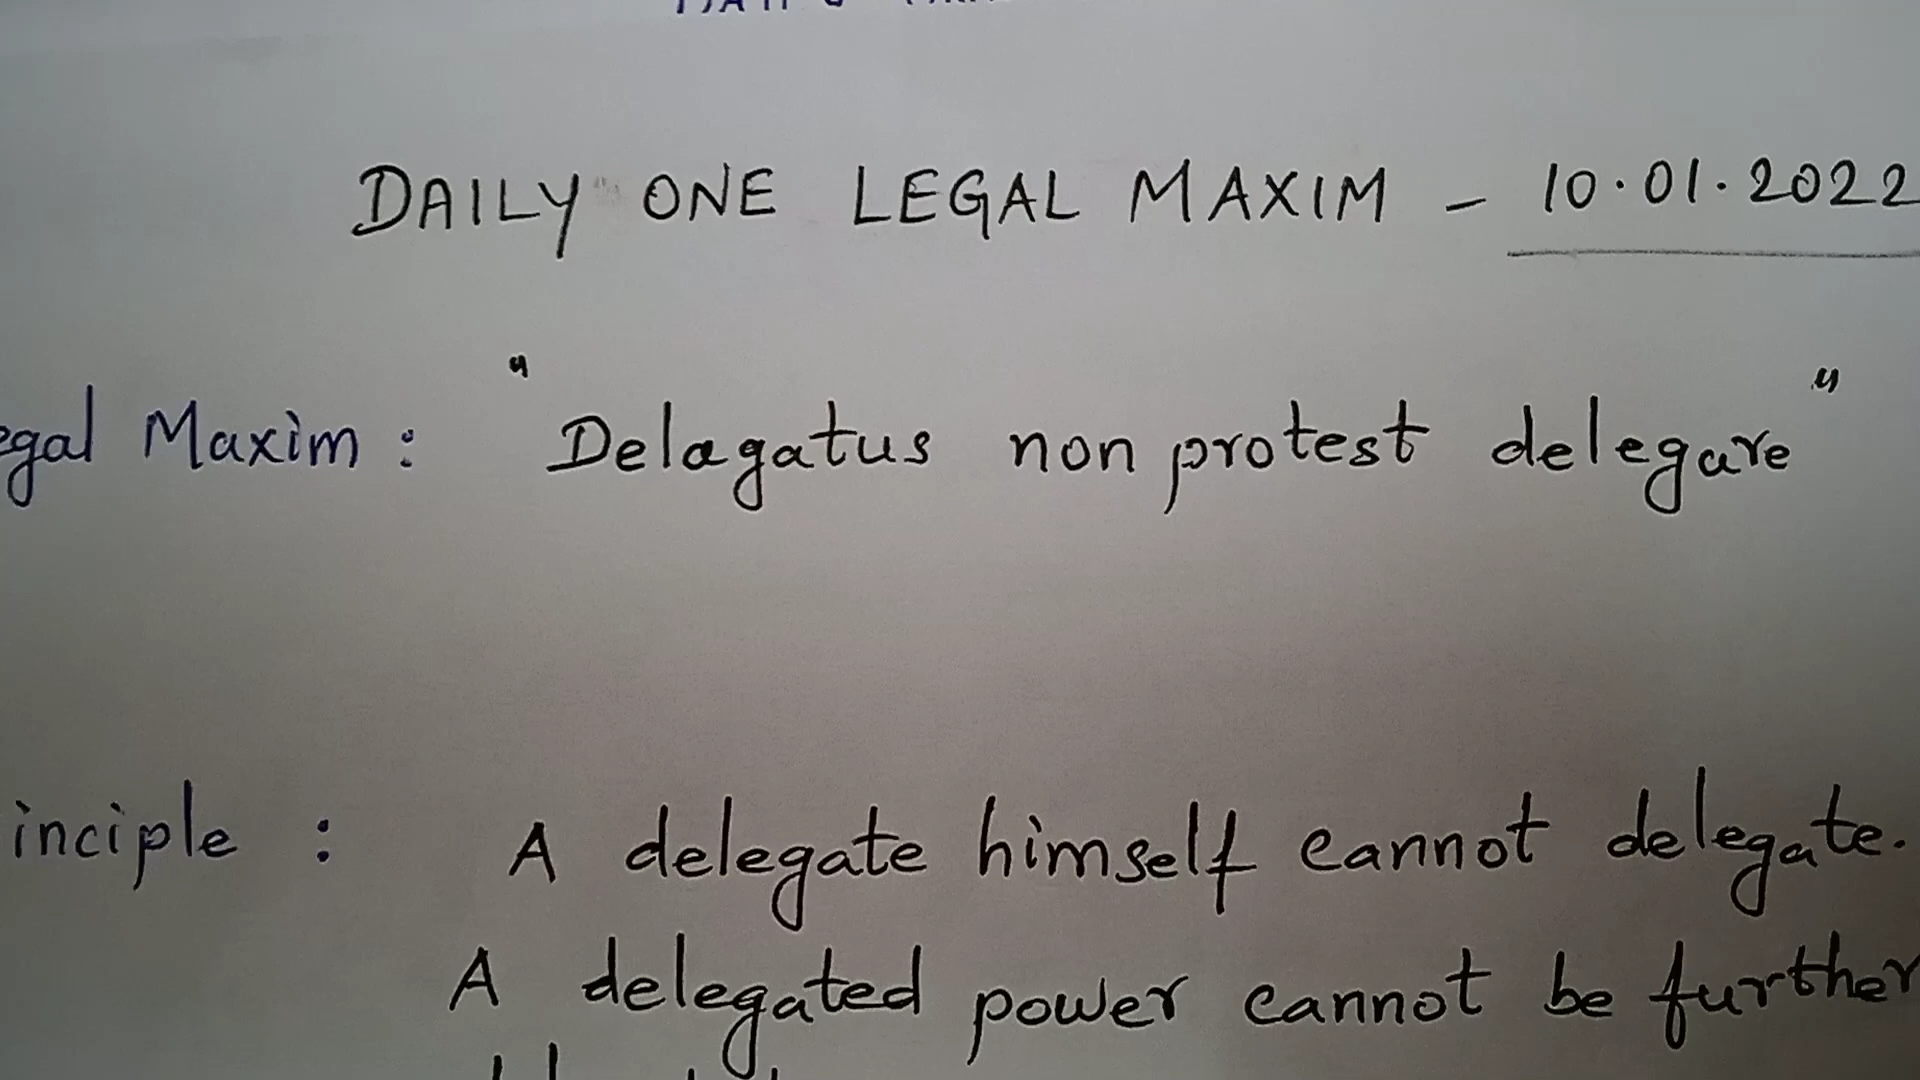 DAILY ONE LEGAL MAXIM - 10.01.2022
egal Maxim : "Delagatus non protest delegare"
inciple : A delegate himself cannot delegate.
A delegated power cannot be further